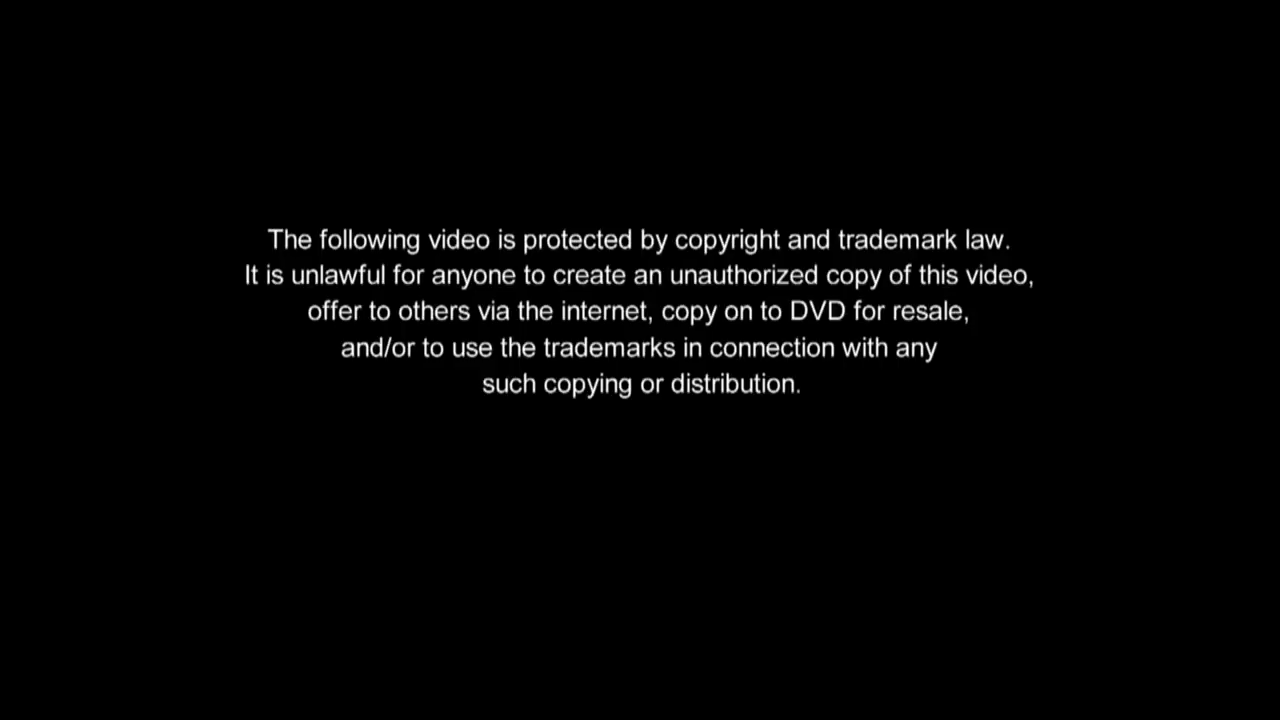 The following video is protected by copyright and trademark law.
It is unlawful for anyone to create an unauthorized copy of this video,
offer to others via the internet, copy on to DVD for resale,
and/or to use the trademarks in connection with any
such copying or distribution.